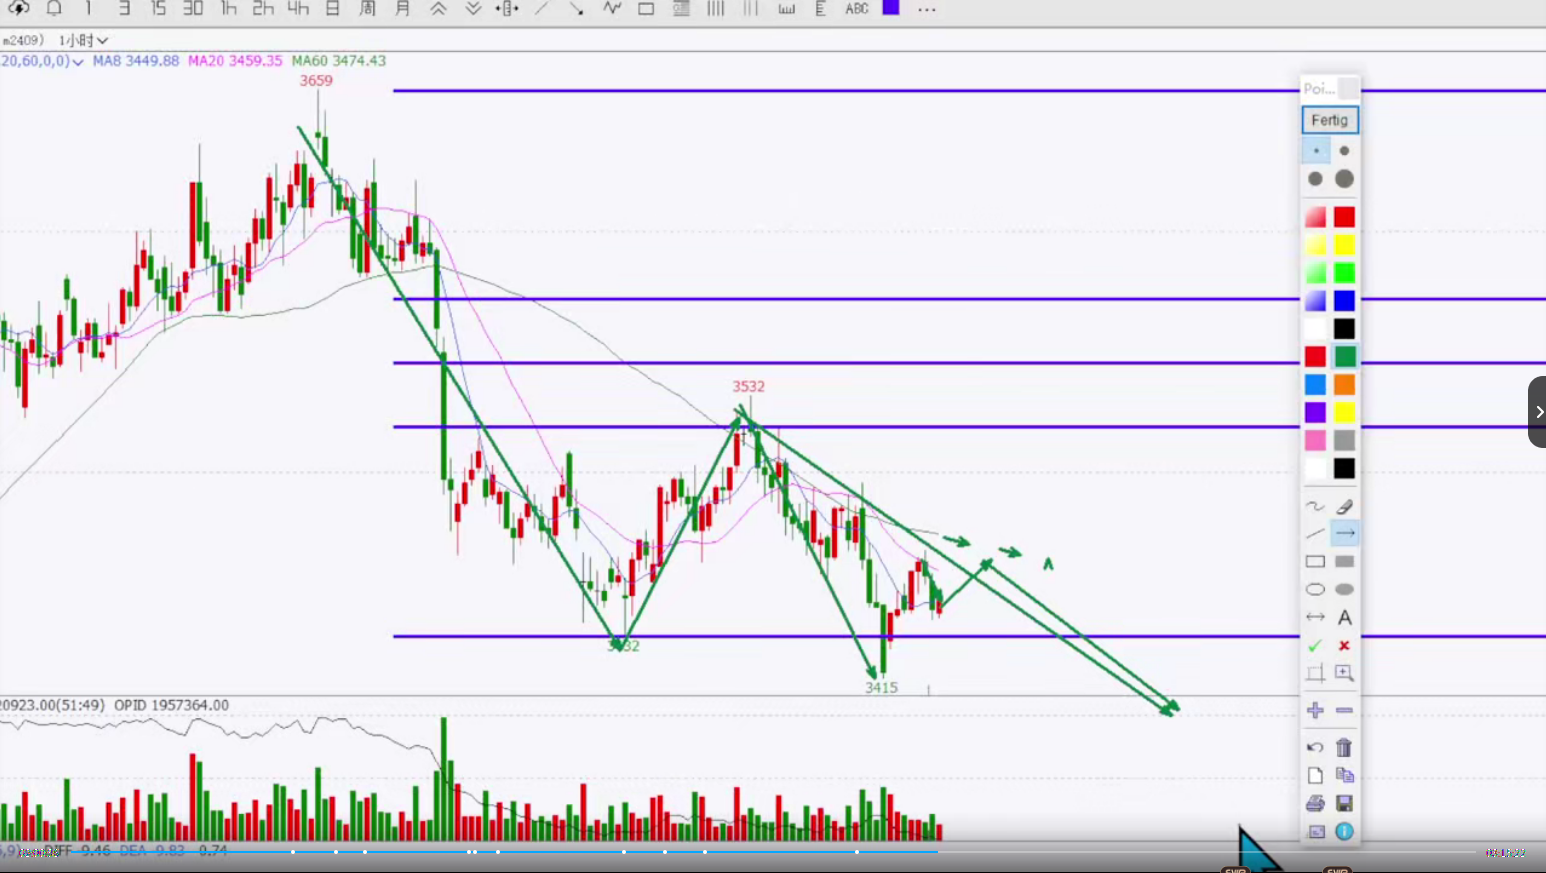 1 3 15 30 1h 2h 4h 日 周 月 ABC ...
m2409) 1小时
20,60,0,0) MA8 3449.88 MA20 3459.35 MA60 3474.43
3659
Poi...
Fertig
3532
A
3415
20923.00(51:49) OPID 1957364.00
DIFF -9.46 DEA -9.83 0.74